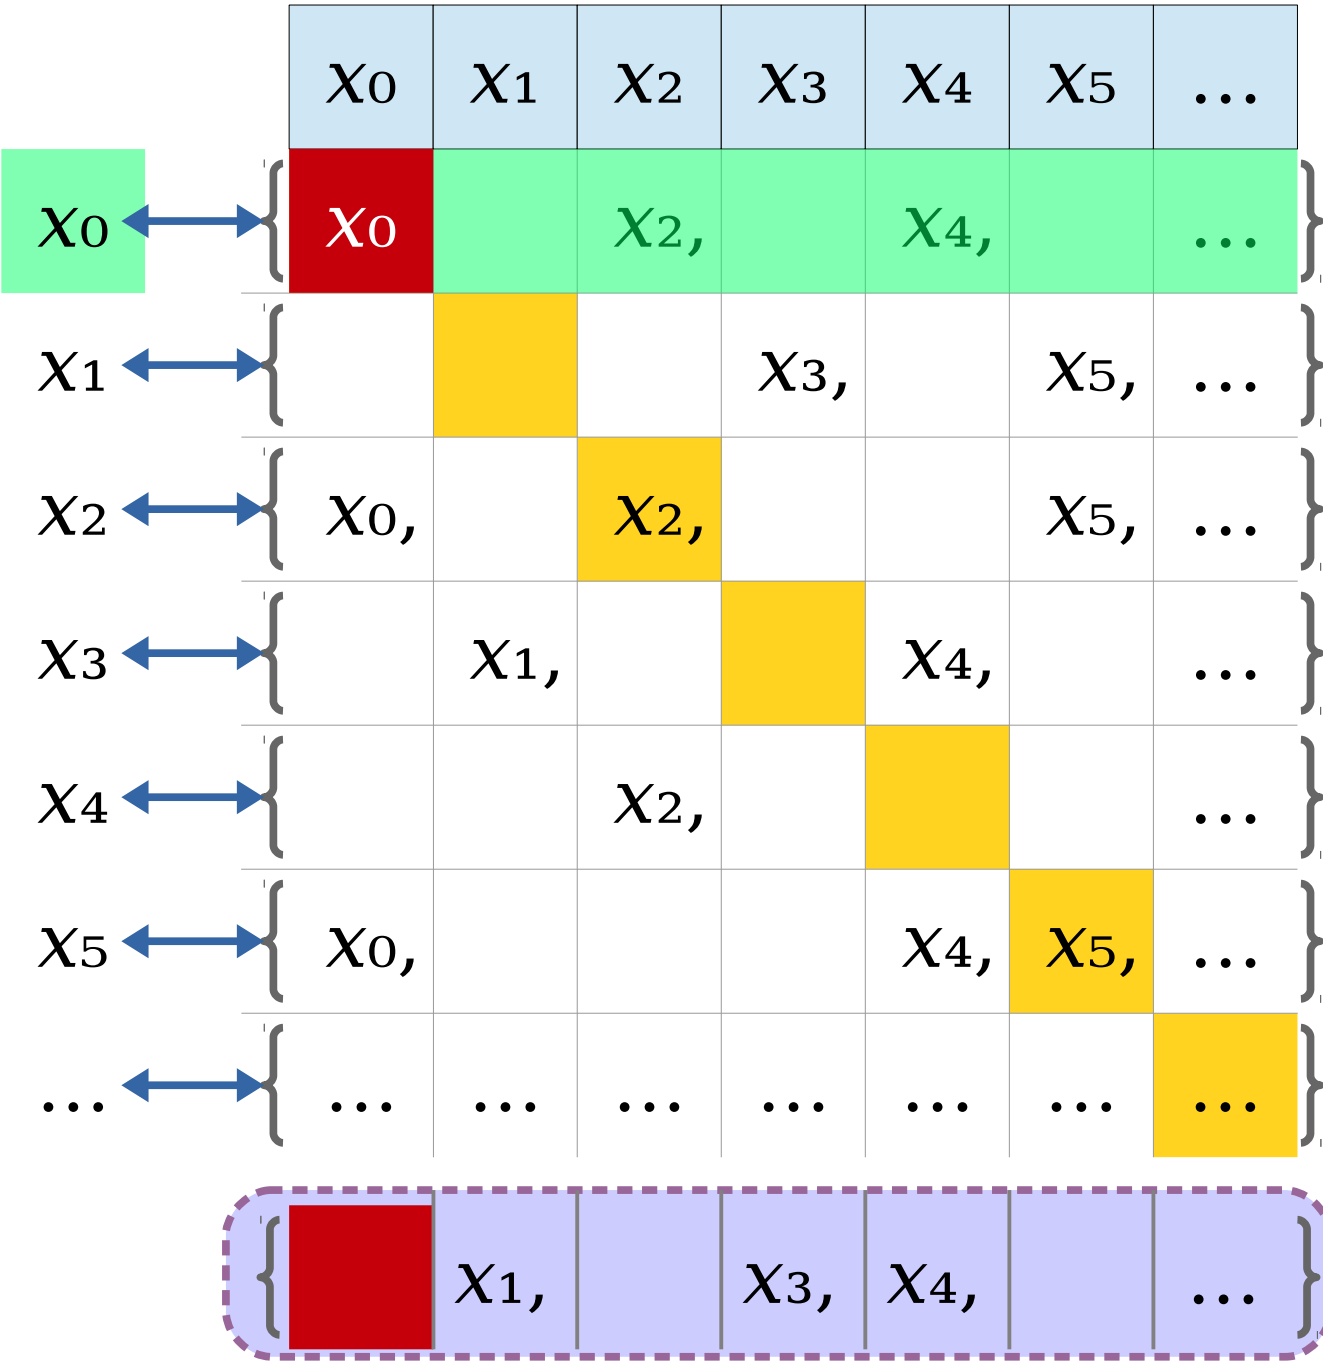 x₀ x₁ x₂ x₃ x₄ x₅ ...
x₀ { x₀ x₂, x₄, ... }
x₁ { x₃, x₅, ... }
x₂ { x₀, x₂, x₅, ... }
x₃ { x₁, x₄, ... }
x₄ { x₂, ... }
x₅ { x₀, x₄, x₅, ... }
... { ... ... ... ... ... ... ... }
{ x₁, x₃, x₄, ... }